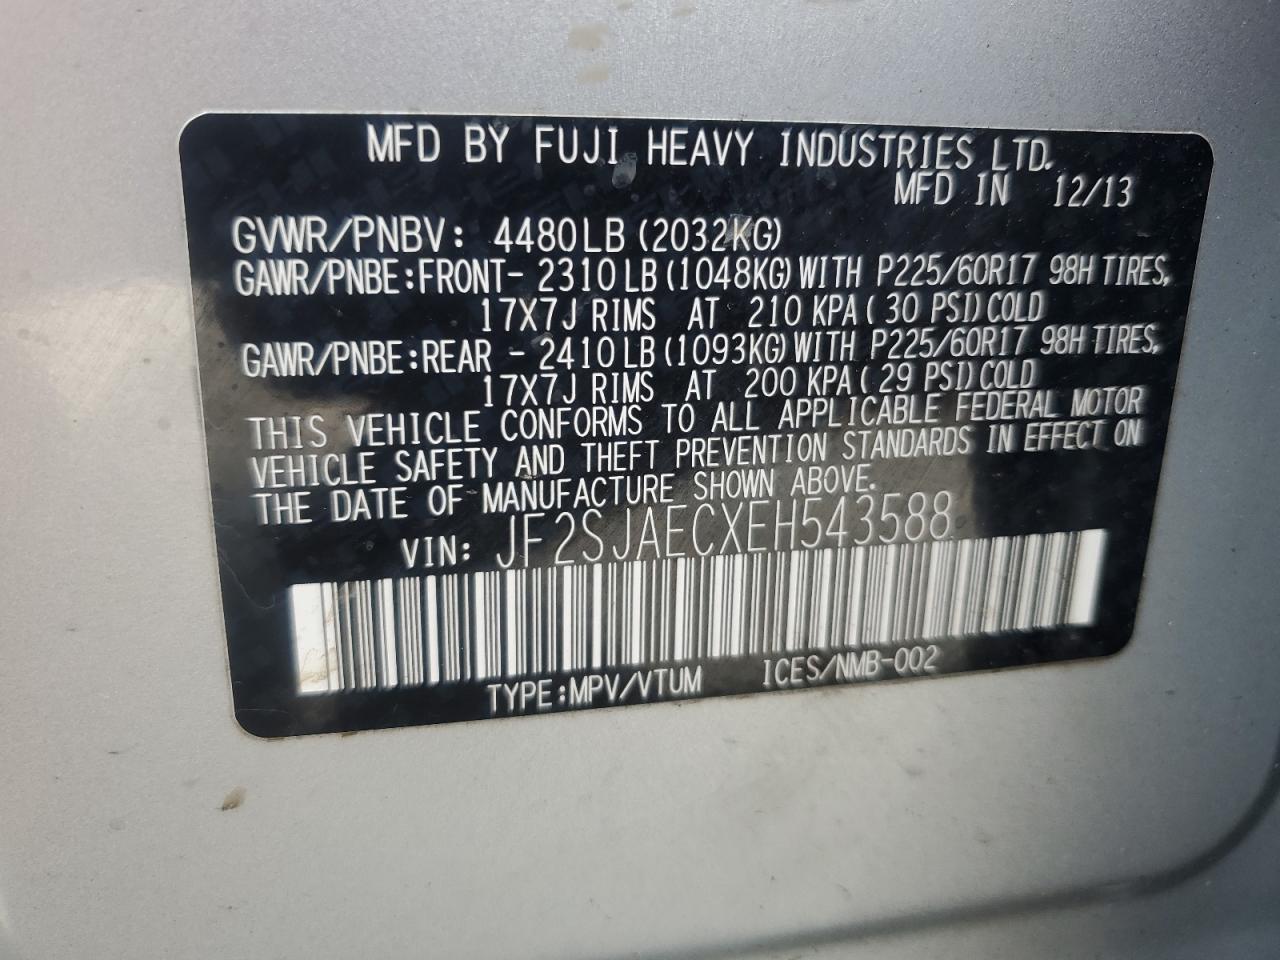 MFD BY FUJI HEAVY INDUSTRIES LTD.
MFD IN 12/13
GVWR/PNBV: 4480LB (2032KG)
GAWR/PNBE:FRONT- 2310 LB (1048KG) WITH P225/60R17 98H TIRES,
17X7J RIMS AT 210 KPA ( 30 PSI) COLD
GAWR/PNBE:REAR - 2410 LB (1093KG) WITH P225/60R17 98H TIRES,
17X7J RIMS AT 200 KPA ( 29 PSI) COLD
THIS VEHICLE CONFORMS TO ALL APPLICABLE FEDERAL MOTOR
VEHICLE SAFETY AND THEFT PREVENTION STANDARDS IN EFFECT ON
THE DATE OF MANUFACTURE SHOWN ABOVE.
VIN: JF2SJAECXEH543588
TYPE:MPV/VTUM ICES/NMB-002